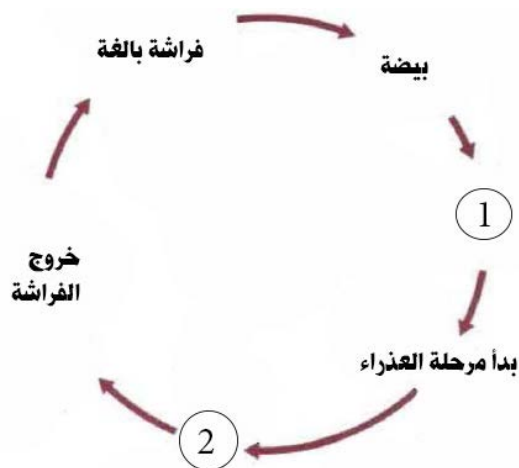 فراشة بالغة
بيضة
1
بدأ مرحلة العذراء
2
خروج
الفراشة